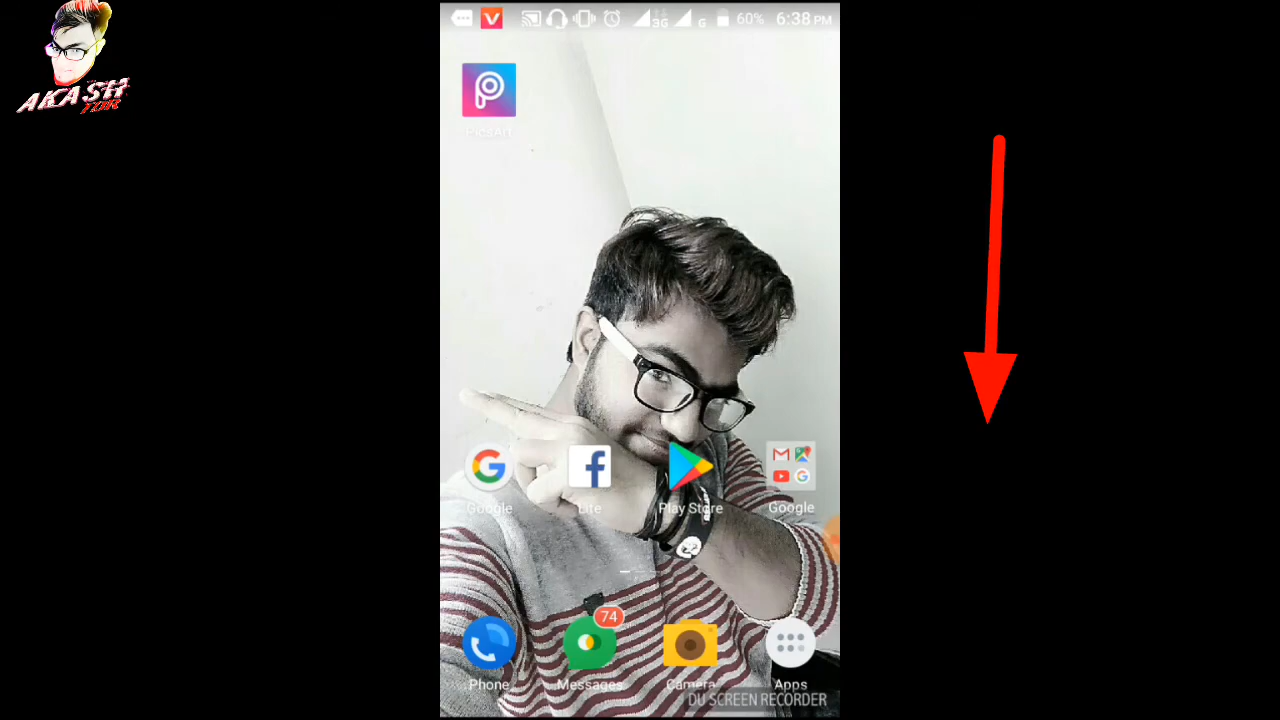 AKASH
3G G 60% 6:38 PM
PicsArt
Google Lite Play Store Google
74
Phone Messages Camera Apps
DU SCREEN RECORDER